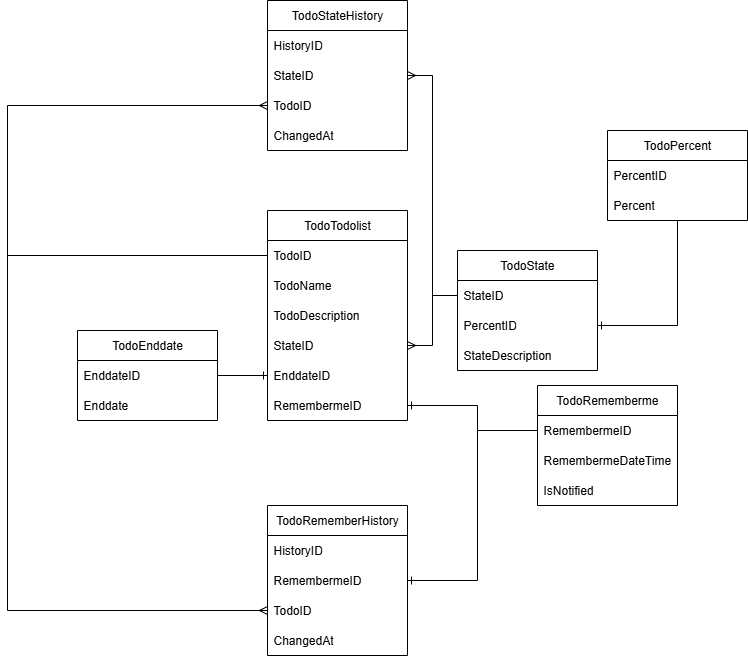 TodoStateHistory
HistoryID
StateID
TodoID
ChangedAt
TodoPercent
PercentID
Percent
TodoTodolist
TodoID
TodoName
TodoDescription
StateID
EnddateID
RemembermeID
TodoState
StateID
PercentID
StateDescription
TodoEnddate
EnddateID
Enddate
TodoRememberme
RemembermeID
RemembermeDateTime
IsNotified
TodoRememberHistory
HistoryID
RemembermeID
TodoID
ChangedAt